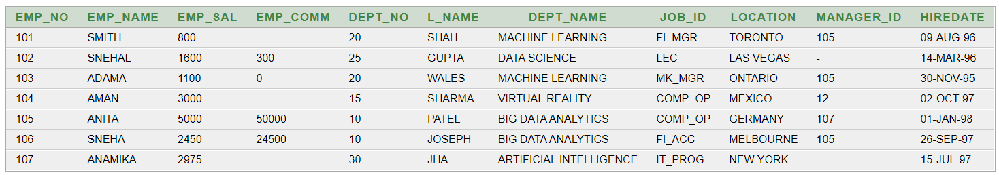 EMP_NO EMP_NAME EMP_SAL EMP_COMM DEPT_NO L_NAME DEPT_NAME JOB_ID LOCATION MANAGER_ID HIREDATE
101 SMITH 800 - 20 SHAH MACHINE LEARNING FI_MGR TORONTO 105 09-AUG-96
102 SNEHAL 1600 300 25 GUPTA DATA SCIENCE LEC LAS VEGAS - 14-MAR-96
103 ADAMA 1100 0 20 WALES MACHINE LEARNING MK_MGR ONTARIO 105 30-NOV-95
104 AMAN 3000 - 15 SHARMA VIRTUAL REALITY COMP_OP MEXICO 12 02-OCT-97
105 ANITA 5000 50000 10 PATEL BIG DATA ANALYTICS COMP_OP GERMANY 107 01-JAN-98
106 SNEHA 2450 24500 10 JOSEPH BIG DATA ANALYTICS FI_ACC MELBOURNE 105 26-SEP-97
107 ANAMIKA 2975 - 30 JHA ARTIFICIAL INTELLIGENCE IT_PROG NEW YORK - 15-JUL-97